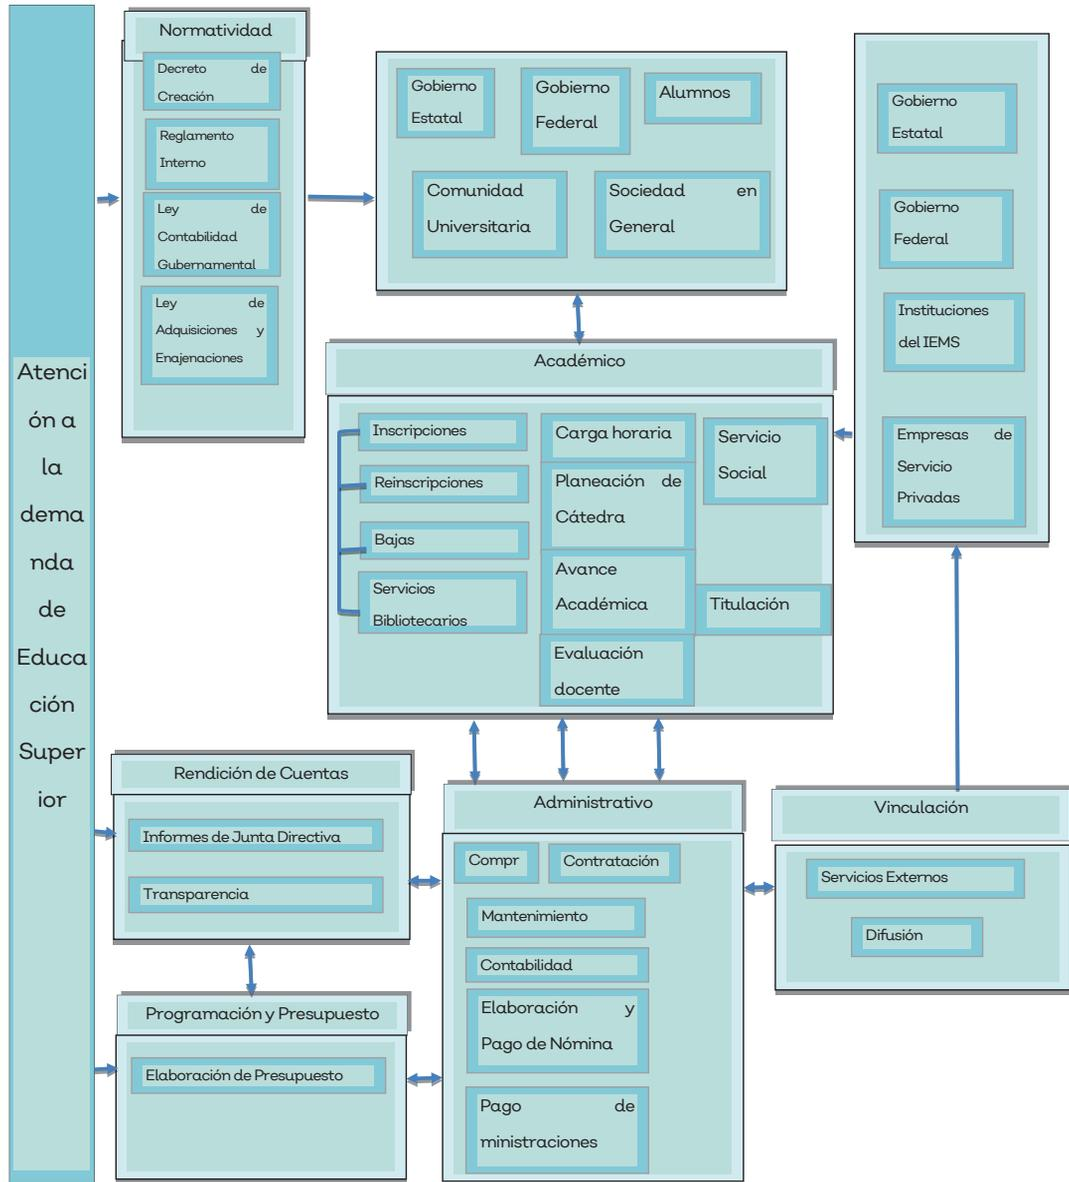 Atenci
ón a
la
dema
nda
de
Educa
ción
Super
ior
Normatividad
Decreto de
Creación
Reglamento
Interno
Ley de
Contabilidad
Gubernamental
Ley de
Adquisiciones y
Enajenaciones
Gobierno
Estatal
Gobierno
Federal
Alumnos
Comunidad
Universitaria
Sociedad en
General
Gobierno
Estatal
Gobierno
Federal
Instituciones
del IEMS
Empresas de
Servicio
Privadas
Académico
Inscripciones
Reinscripciones
Bajas
Servicios
Bibliotecarios
Carga horaria
Planeación de
Cátedra
Avance
Académica
Evaluación
docente
Servicio
Social
Titulación
Rendición de Cuentas
Informes de Junta Directiva
Transparencia
Programación y Presupuesto
Elaboración de Presupuesto
Administrativo
Compr
Contratación
Mantenimiento
Contabilidad
Elaboración y
Pago de Nómina
Pago de
ministraciones
Vinculación
Servicios Externos
Difusión